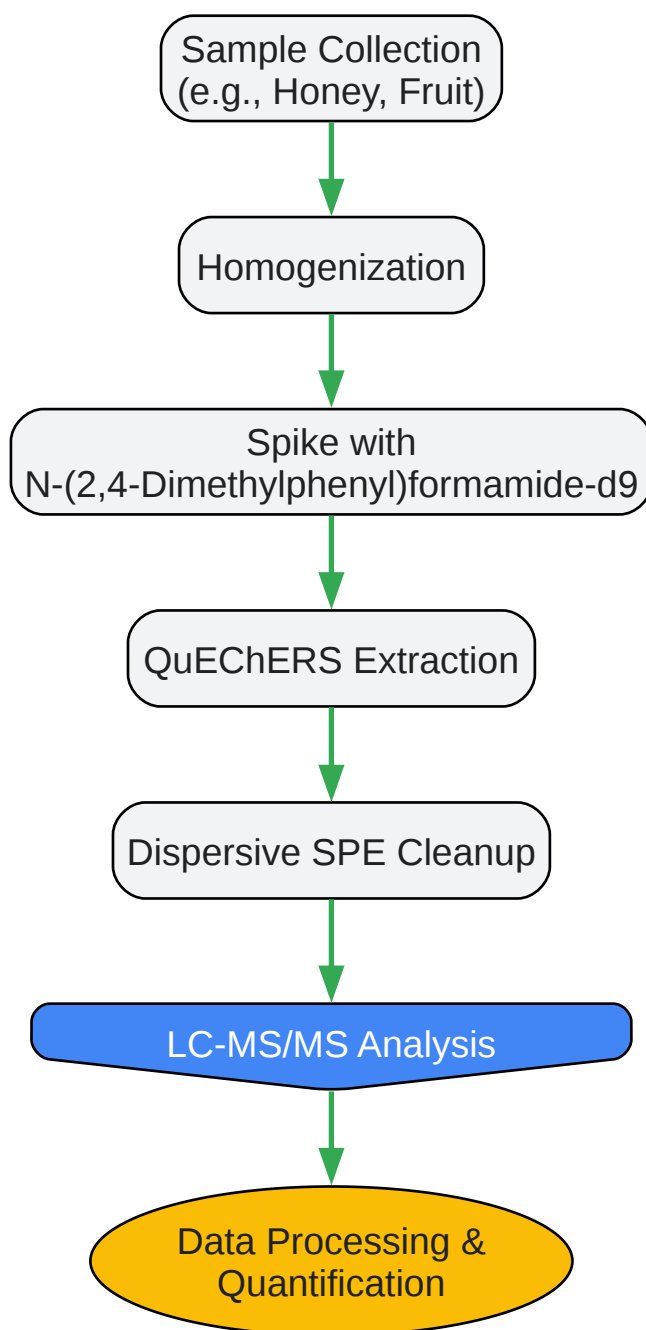 Sample Collection
(e.g., Honey, Fruit)
Homogenization
Spike with
N-(2,4-Dimethylphenyl)formamide-d9
QuEChERS Extraction
Dispersive SPE Cleanup
LC-MS/MS Analysis
Data Processing &
Quantification